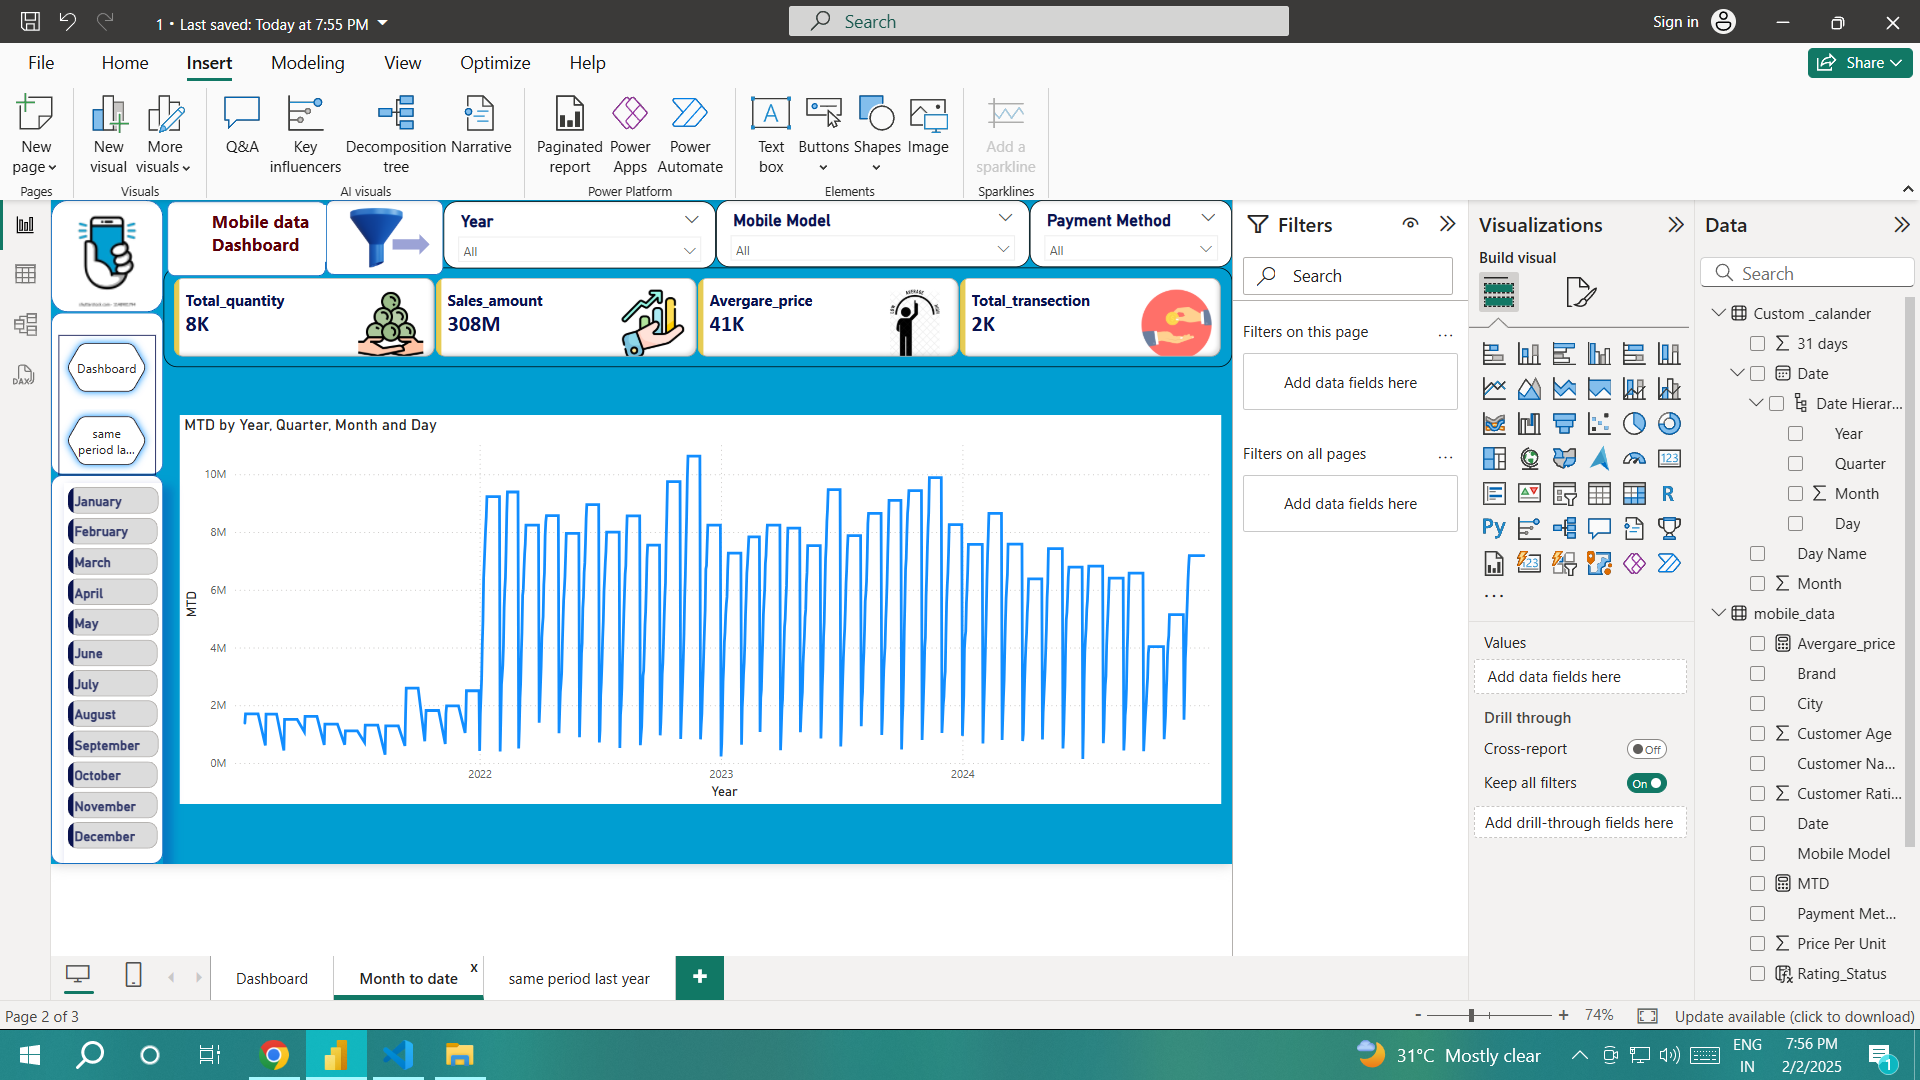 1 • Last saved: Today at 7:55 PM
Search
Sign in
File
Home
Insert
Modeling
View
Optimize
Help
Share
New page
New visual
More visuals
Q&A
Key influencers
Decomposition tree
Narrative
Paginated report
Power Apps
Power Automate
Text box
Buttons
Shapes
Image
Add a sparkline
Pages
Visuals
AI visuals
Power Platform
Elements
Sparklines
Mobile data
Dashboard
Year
All
Mobile Model
All
Payment Method
All
Total_quantity
8K
Sales_amount
308M
Avergare_price
41K
Total_transection
2K
Dashboard
same
period la...
January
February
March
April
May
June
July
August
September
October
November
December
MTD by Year, Quarter, Month and Day
10M
8M
6M
4M
2M
0M
MTD
2022
2023
2024
Year
Filters
Search
Filters on this page
...
Add data fields here
Filters on all pages
...
Add data fields here
Visualizations
Build visual
123
R
Py
123
...
Values
Add data fields here
Drill through
Cross-report
Off
Keep all filters
On
Add drill-through fields here
Data
Search
Custom _calander
31 days
Date
Date Hierar...
Year
Quarter
Month
Day
Day Name
Month
mobile_data
Avergare_price
Brand
City
Customer Age
Customer Na...
Customer Rati...
Date
Mobile Model
MTD
Payment Met...
Price Per Unit
Rating_Status
DAX
Dashboard
Month to date
x
same period last year
+
Page 2 of 3
- + 74%
Update available (click to download)
31°C Mostly clear
ENG
IN
7:56 PM
2/2/2025
1